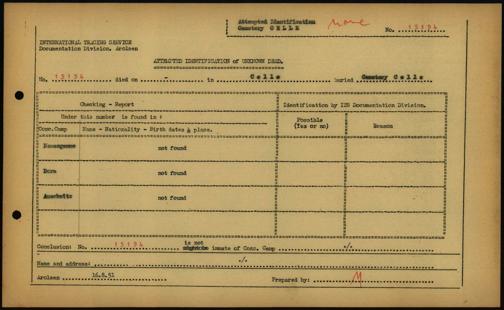 Attempted Identification
Cemetery CELLE
None
No. 15194
INTERNATIONAL TRACING SERVICE
Documentation Division, Arolsen
ATTEMPTED IDENTIFICATION of UNKNOWN DEAD.
No. 15194 died on - in Celle buried Cemetery Celle
Checking - Report
Identification by ITS Documentation Division.
Under this number is found in :
Possible (Yes or no)
Reason
Conc.Camp
Name - Nationality - Birth dates & place.
Neuengamme not found
Dora not found
Auschwitz not found
Conclusion: No. 15194 is not inmate of Conc. Camp ./.
Name and address: ./.
Arolsen 16.8.51
Prepared by: M